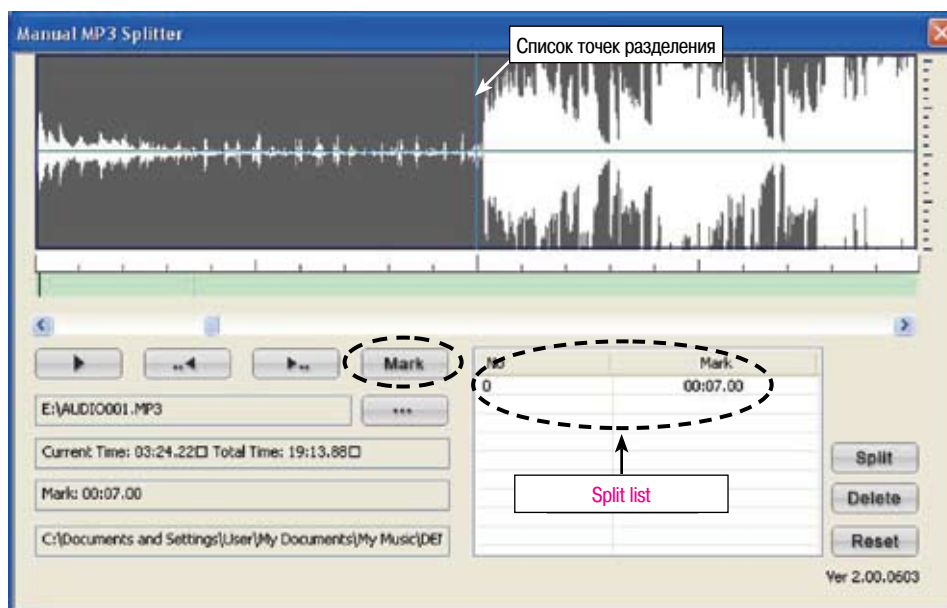 Manual MP3 Splitter
Список точек разделения
..
..
Mark
No Mark
0 00:07.00
E:\AUDIO001.MP3
...
Current Time: 03:24.22□ Total Time: 19:13.88□
Split
Mark: 00:07.00
Split list
Delete
C:\Documents and Settings\User\My Documents\My Music\DEF
Reset
Ver 2.00.0603